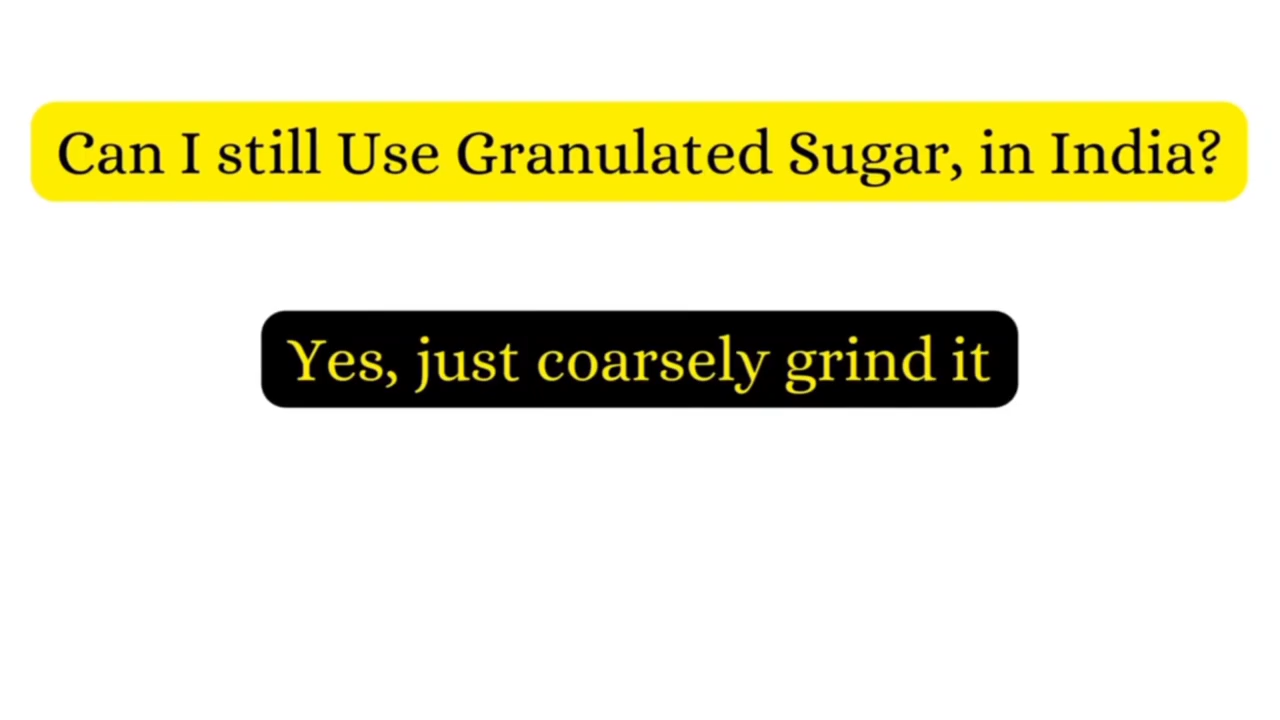 Can I still Use Granulated Sugar, in India?
Yes, just coarsely grind it